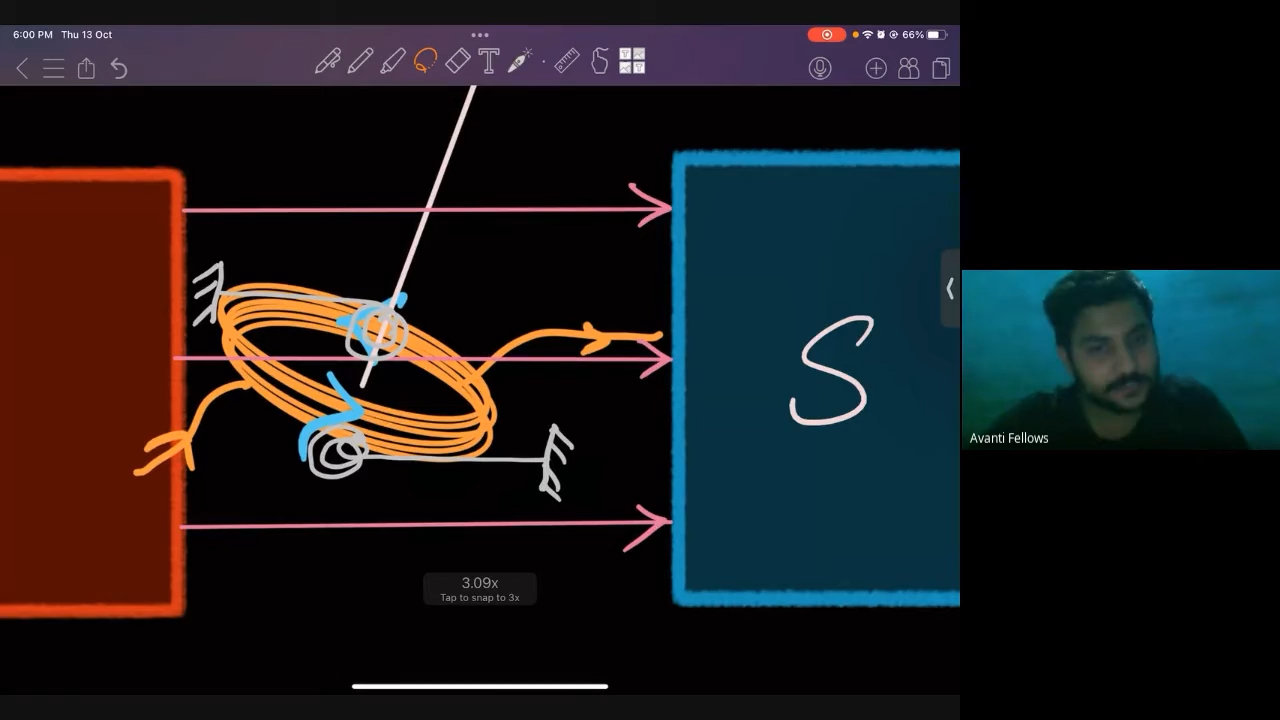 6:00 PM Thu 13 Oct
66%
S
3.09x
Tap to snap to 3x
Avanti Fellows